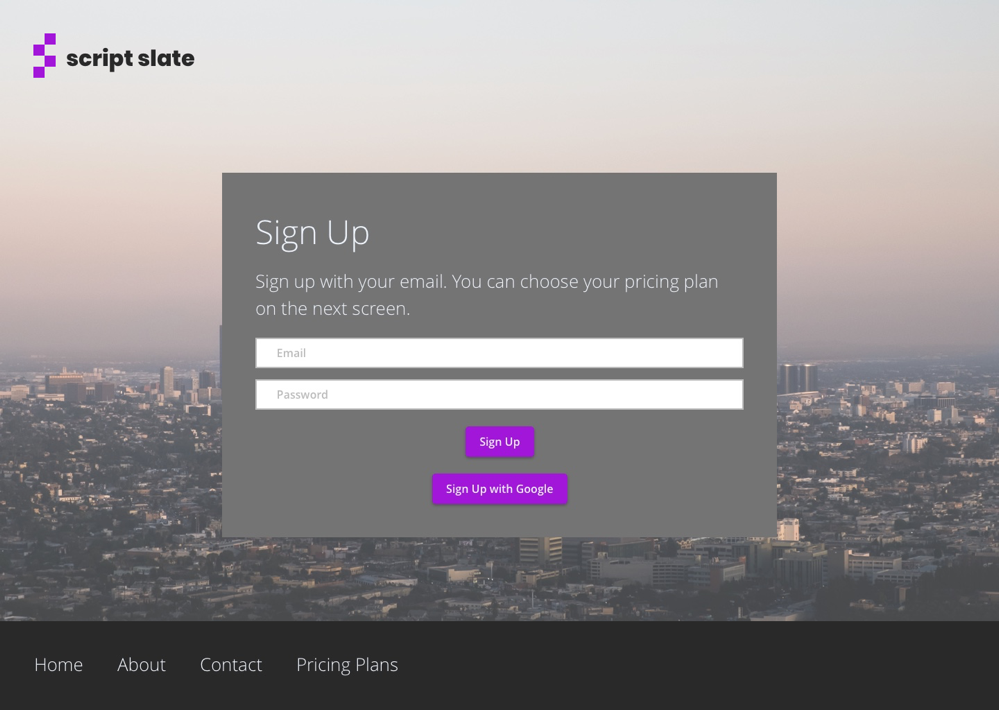 script slate
Sign Up
Sign up with your email. You can choose your pricing plan
on the next screen.
Email
Password
Sign Up
Sign Up with Google
Home
About
Contact
Pricing Plans